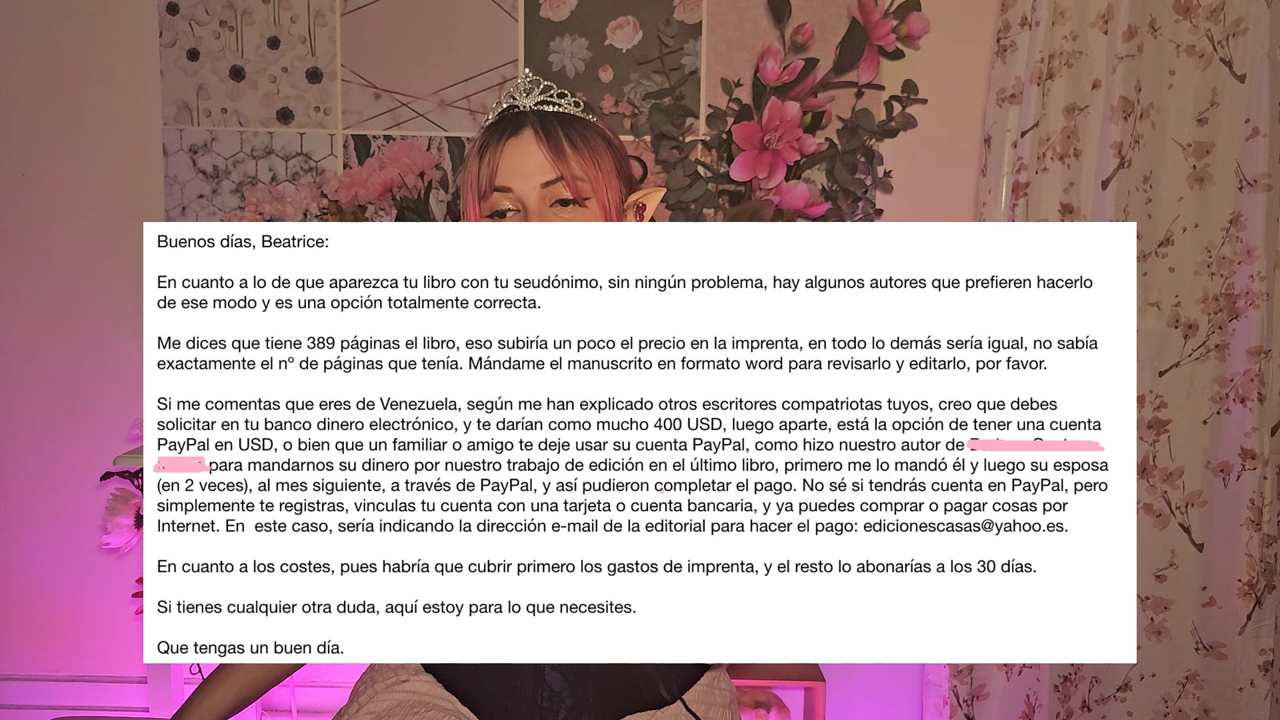 Buenos días, Beatrice:
En cuanto a lo de que aparezca tu libro con tu seudónimo, sin ningún problema, hay algunos autores que prefieren hacerlo
de ese modo y es una opción totalmente correcta.
Me dices que tiene 389 páginas el libro, eso subiría un poco el precio en la imprenta, en todo lo demás sería igual, no sabía
exactamente el nº de páginas que tenía. Mándame el manuscrito en formato word para revisarlo y editarlo, por favor.
Si me comentas que eres de Venezuela, según me han explicado otros escritores compatriotas tuyos, creo que debes
solicitar en tu banco dinero electrónico, y te darían como mucho 400 USD, luego aparte, está la opción de tener una cuenta
PayPal en USD, o bien que un familiar o amigo te deje usar su cuenta PayPal, como hizo nuestro autor de
para mandarnos su dinero por nuestro trabajo de edición en el último libro, primero me lo mandó él y luego su esposa
(en 2 veces), al mes siguiente, a través de PayPal, y así pudieron completar el pago. No sé si tendrás cuenta en PayPal, pero
simplemente te registras, vinculas tu cuenta con una tarjeta o cuenta bancaria, y ya puedes comprar o pagar cosas por
Internet. En  este caso, sería indicando la dirección e-mail de la editorial para hacer el pago: edicionescasas@yahoo.es.
En cuanto a los costes, pues habría que cubrir primero los gastos de imprenta, y el resto lo abonarías a los 30 días.
Si tienes cualquier otra duda, aquí estoy para lo que necesites.
Que tengas un buen día.